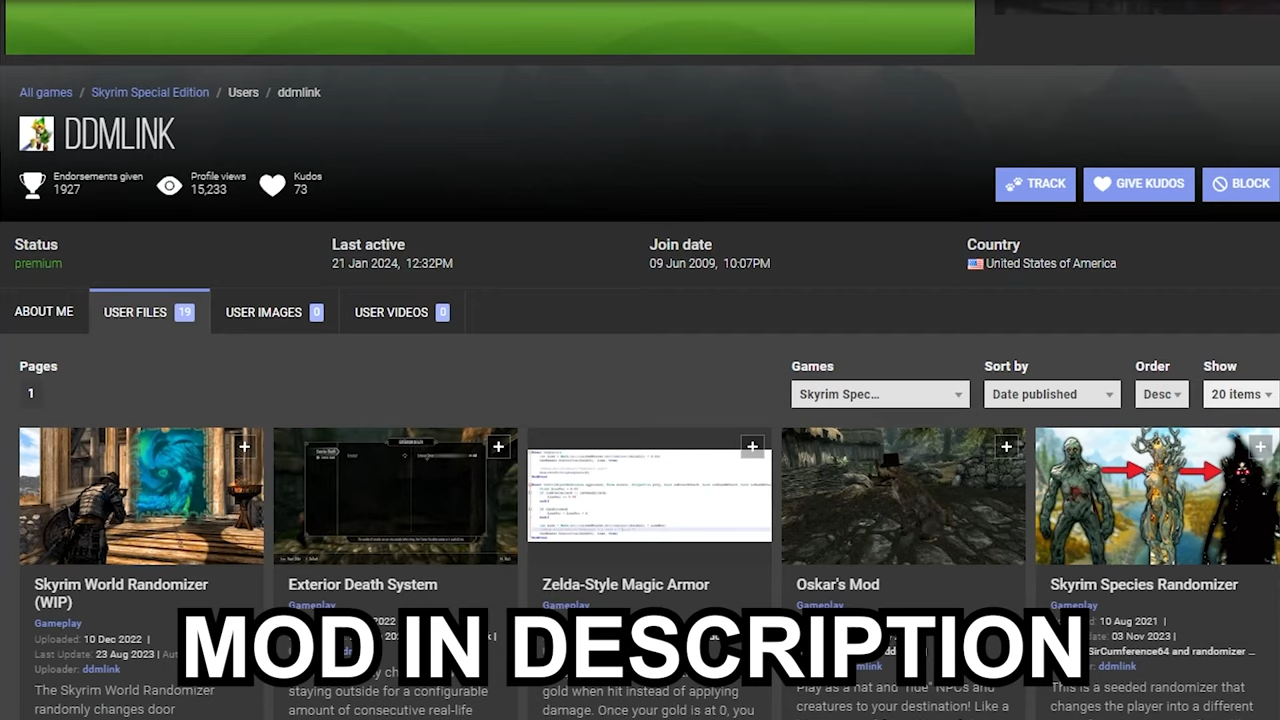 All games / Skyrim Special Edition / Users / ddmlink
DDMLINK
Endorsements given
1927
Profile views
15,233
Kudos
73
TRACK
GIVE KUDOS
BLOCK
Status
premium
Last active
21 Jan 2024, 12:32PM
Join date
09 Jun 2009, 10:07PM
Country
United States of America
ABOUT ME
USER FILES 19
USER IMAGES 0
USER VIDEOS 0
Pages
1
Games
Skyrim Spec...
Sort by
Date published
Order
Desc
Show
20 items
Skyrim World Randomizer
(WIP)
Gameplay
Uploaded: 10 Dec 2022 |
Last Update: 23 Aug 2023 |
Uploader: ddmlink
The Skyrim World Randomizer
randomly changes door
Exterior Death System
Gameplay
staying outside for a configurable
amount of consecutive real-life
Zelda-Style Magic Armor
Gameplay
gold when hit instead of applying
damage. Once your gold is at 0, you
Oskar's Mod
Gameplay
Play as a hat and "ride" NPCs and
creatures to your destination! Like a
Skyrim Species Randomizer
Gameplay
10 Aug 2021 |
03 Nov 2023 |
SirCumference64 and randomizer ...
ddmlink
This is a seeded randomizer that
changes the player into a different
MOD IN DESCRIPTION